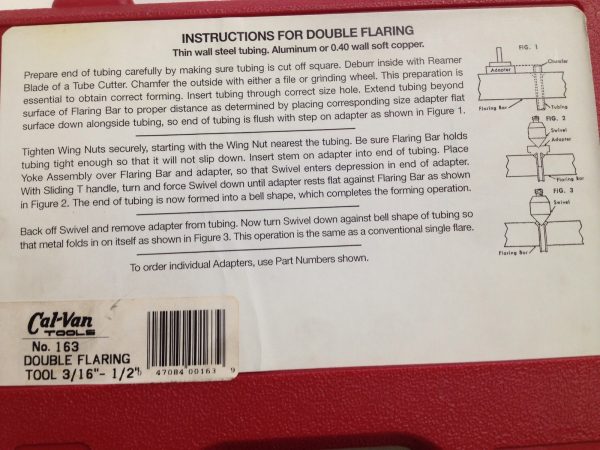 INSTRUCTIONS FOR DOUBLE FLARING
Thin wall steel tubing. Aluminum or 0.40 wall soft copper.
Prepare end of tubing carefully by making sure tubing is cut off square. Deburr inside with Reamer
Blade of a Tube Cutter. Chamfer the outside with either a file or grinding wheel. This preparation is
essential to obtain correct forming. Insert tubing through correct size hole. Extend tubing beyond
surface of Flaring Bar to proper distance as determined by placing corresponding size adapter flat
surface down alongside tubing, so end of tubing is flush with step on adapter as shown in Figure 1.
Tighten Wing Nuts securely, starting with the Wing Nut nearest the tubing. Be sure Flaring Bar holds
tubing tight enough so that it will not slip down. Insert stem on adapter into end of tubing. Place
Yoke Assembly over Flaring Bar and adapter, so that Swivel enters depression in end of adapter.
With Sliding T handle, turn and force Swivel down until adapter rests flat against Flaring Bar as shown
in Figure 2. The end of tubing is now formed into a bell shape, which completes the forming operation.
Back off Swivel and remove adapter from tubing. Now turn Swivel down against bell shape of tubing so
that metal folds in on itself as shown in Figure 3. This operation is the same as a conventional single flare.
To order individual Adapters, use Part Numbers shown.
FIG. 1
Adapter
Chamfer
Flaring Bar
Tubing
FIG. 2
Swivel
Adapter
Flaring Bar
FIG. 3
Swivel
Flaring Bar
Cal-Van
TOOLS
No. 163
DOUBLE FLARING
TOOL 3/16"- 1/2"
0 47084 00163 9